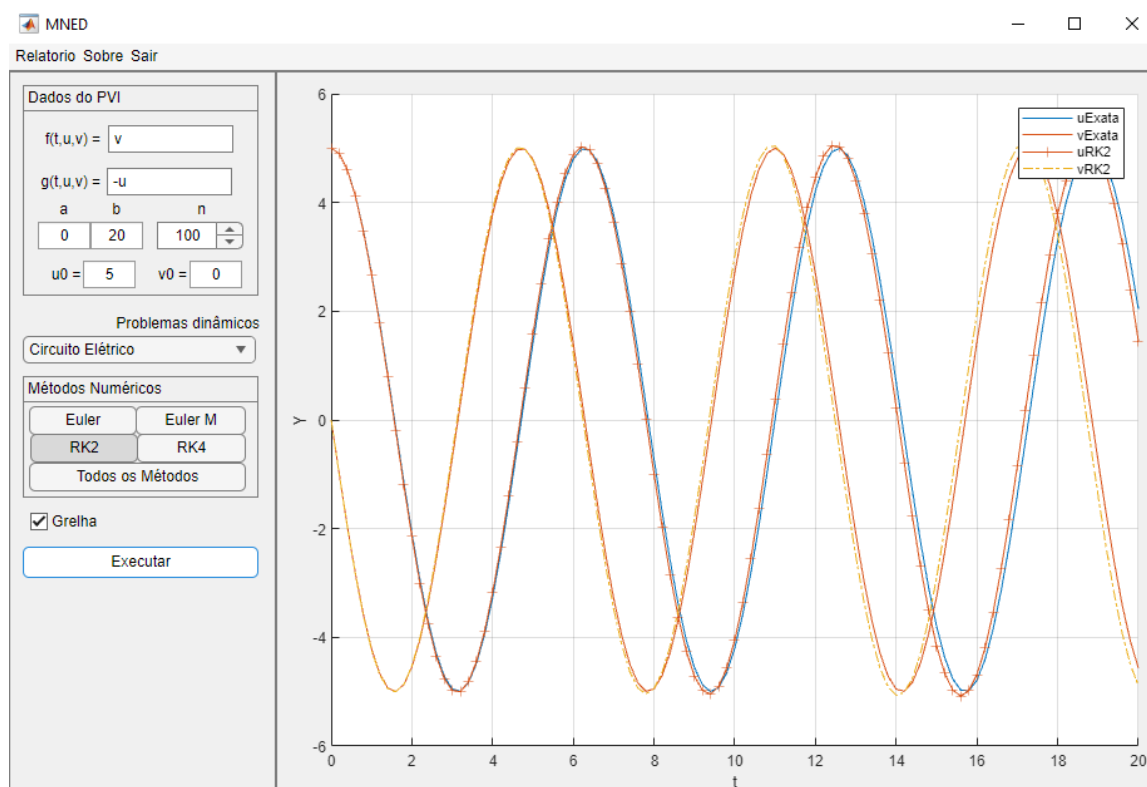 MNED
Relatorio Sobre Sair
Dados do PVI
f(t,u,v) = v
g(t,u,v) = -u
a b n
0 20 100
u0 = 5 v0 = 0
Problemas dinâmicos
Circuito Elétrico
Métodos Numéricos
Euler Euler M
RK2 RK4
Todos os Métodos
Grelha
Executar
uExata
vExata
uRK2
vRK2
Y
6
4
2
0
-2
-4
-6
0 2 4 6 8 10 12 14 16 18 20
t